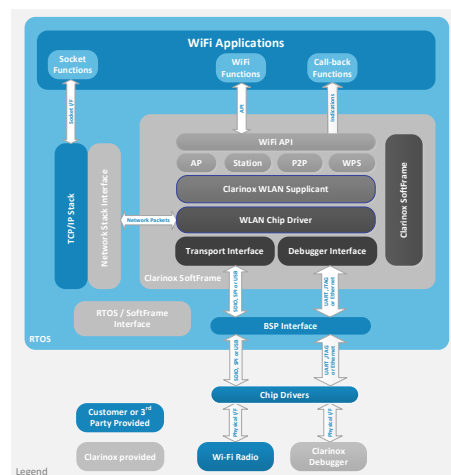 WiFi Applications
Socket
Functions
WiFi
Functions
Call-back
Functions
Socket I/F
API
Indications
WiFi API
AP
Station
P2P
WPS
Clarinox WLAN Supplicant
WLAN Chip Driver
Transport Interface
Debugger Interface
Clarinox SoftFrame
Clarinox SoftFrame
TCP/IP Stack
Network Stack Interface
Network Packets
SDIO, SPI or USB
UART, JTAG
or Ethernet
RTOS / SoftFrame
Interface
BSP Interface
RTOS
SDIO, SPI or USB
UART, JTAG
or Ethernet
Chip Drivers
Customer or 3rd
Party Provided
Physical I/F
Physical I/F
Clarinox provided
Wi-Fi Radio
Clarinox
Debugger
Legend